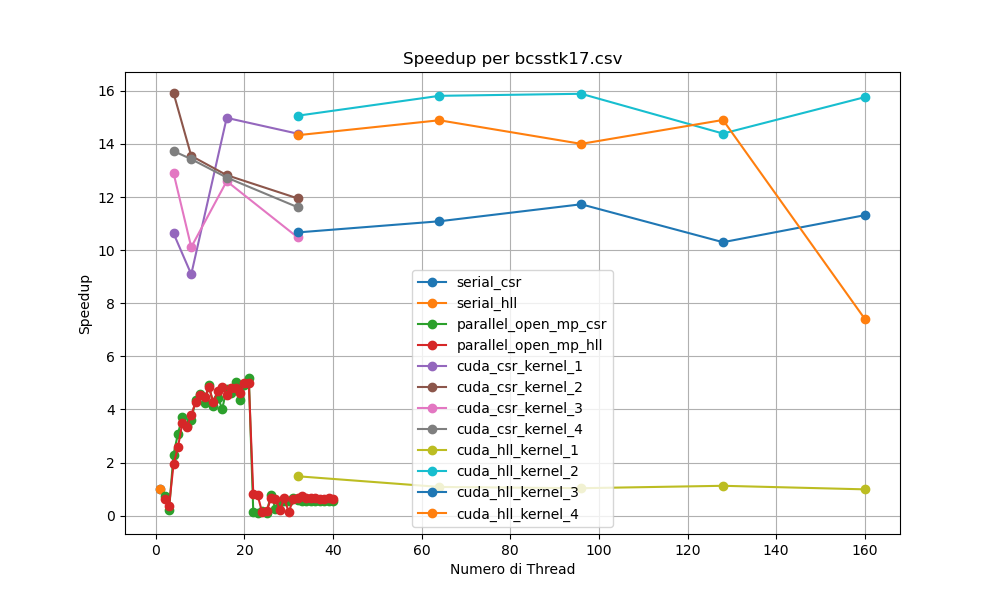 Speedup per bcsstk17.csv
16
14
12
10
8
6
4
2
0
Speedup
serial_csr
serial_hll
parallel_open_mp_csr
parallel_open_mp_hll
cuda_csr_kernel_1
cuda_csr_kernel_2
cuda_csr_kernel_3
cuda_csr_kernel_4
cuda_hll_kernel_1
cuda_hll_kernel_2
cuda_hll_kernel_3
cuda_hll_kernel_4
0 20 40 60 80 100 120 140 160
Numero di Thread